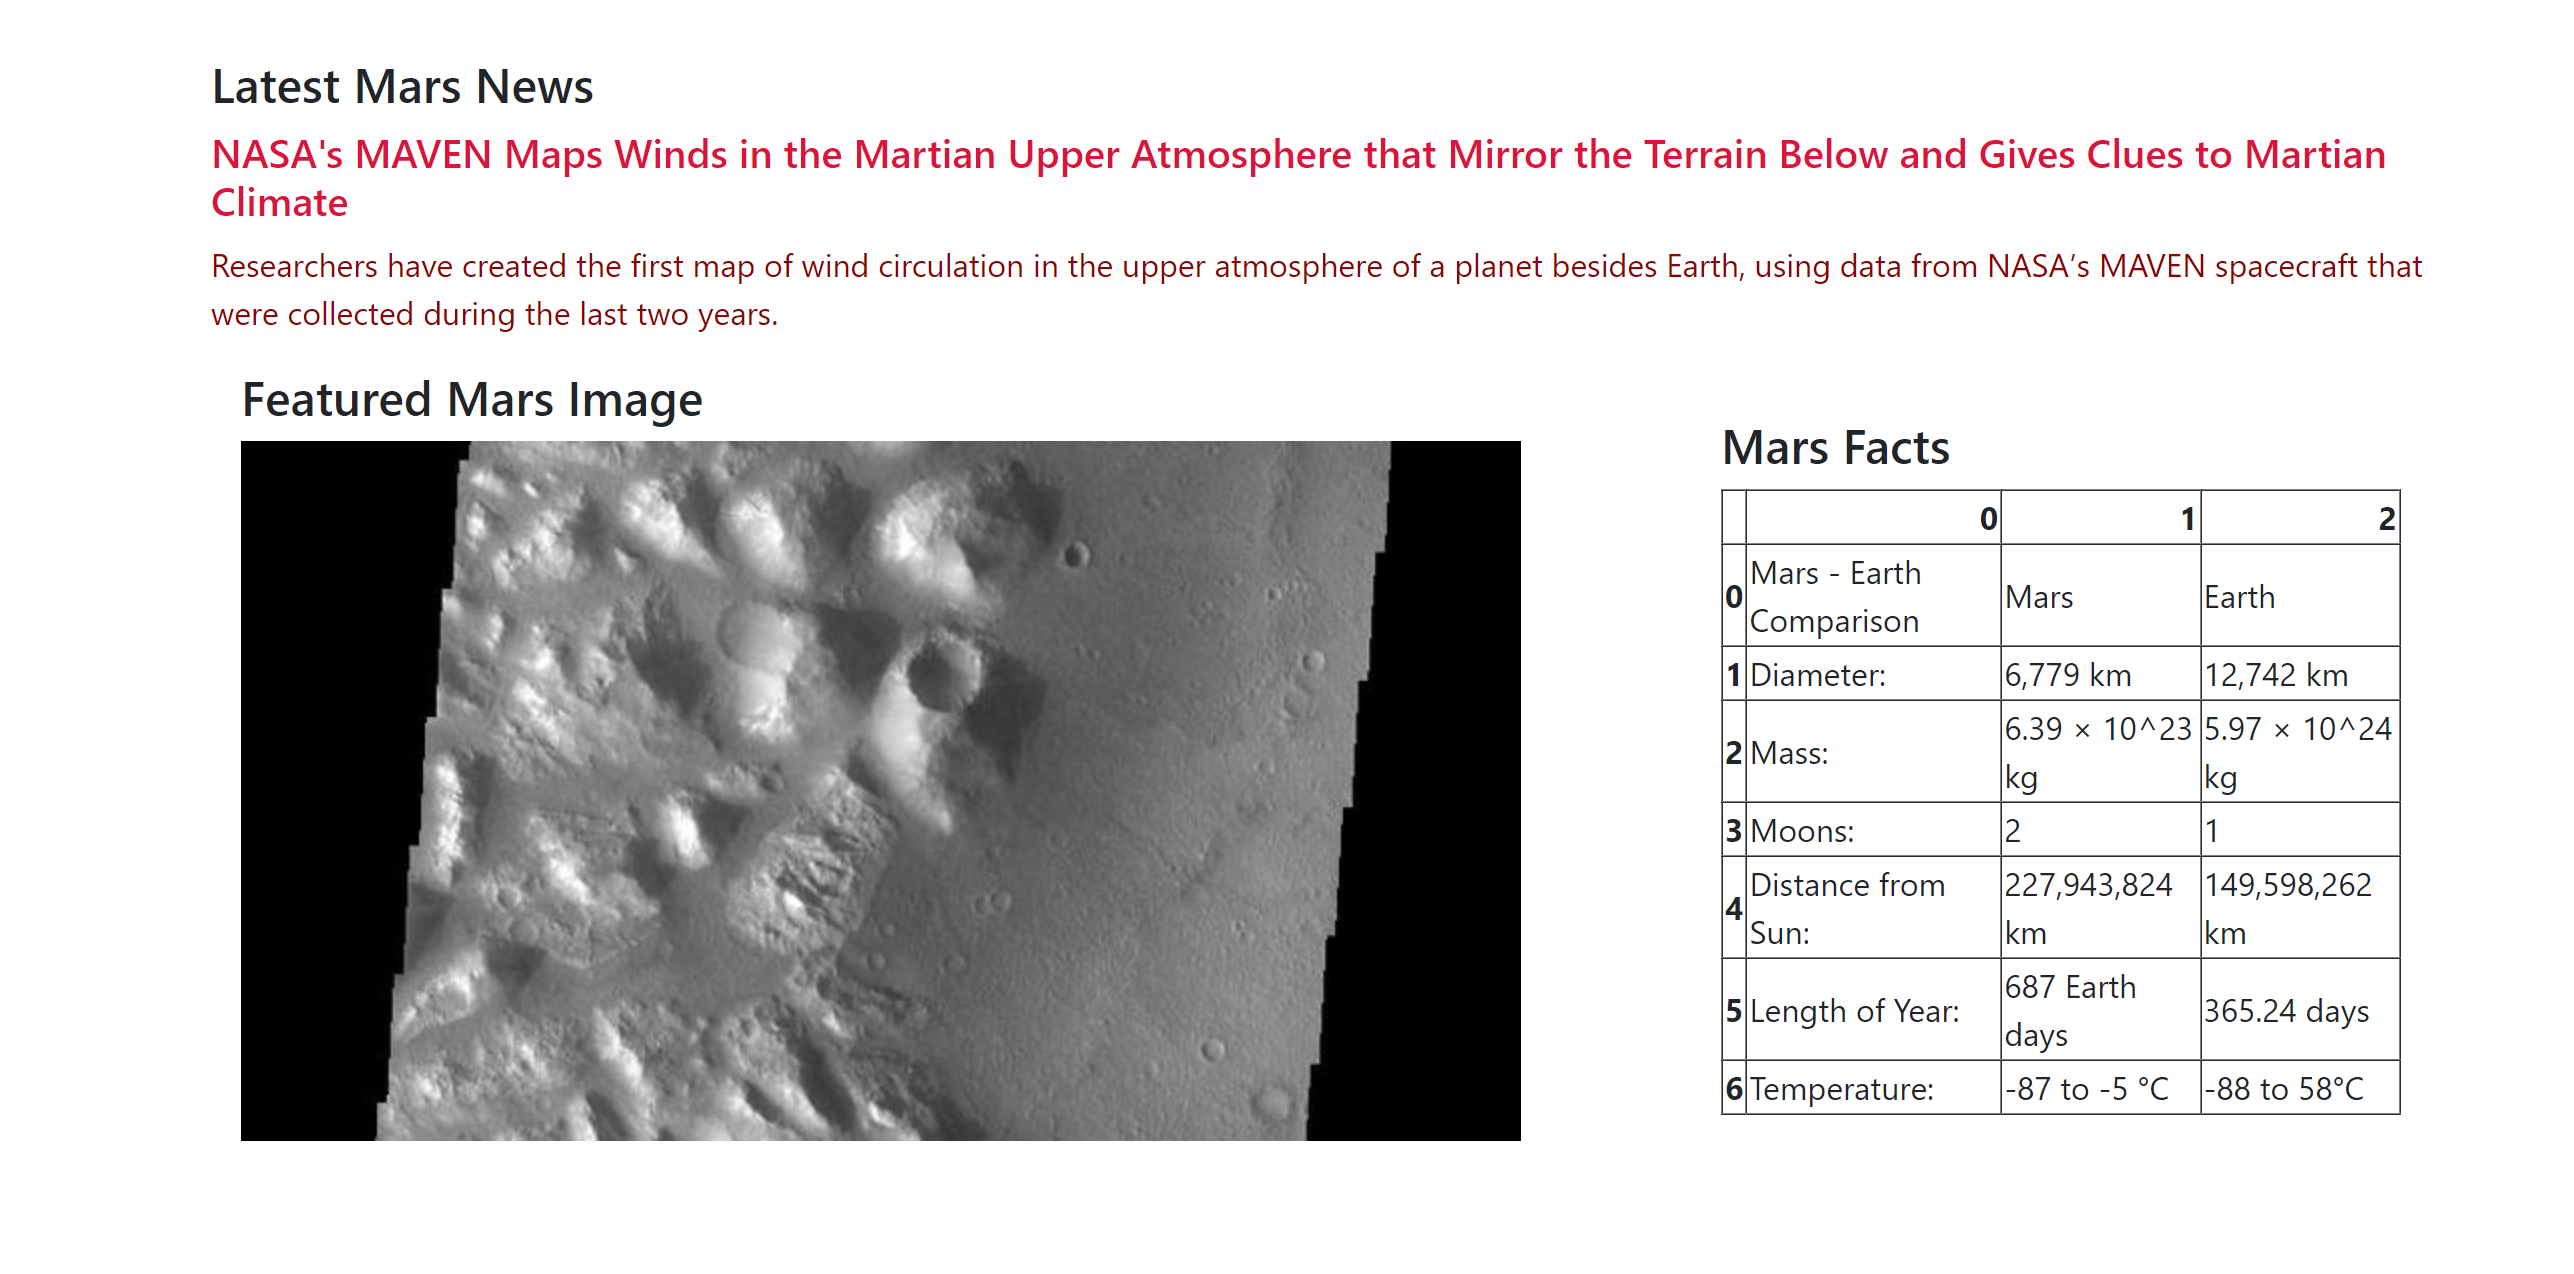 Latest Mars News
NASA's MAVEN Maps Winds in the Martian Upper Atmosphere that Mirror the Terrain Below and Gives Clues to Martian
Climate
Researchers have created the first map of wind circulation in the upper atmosphere of a planet besides Earth, using data from NASA’s MAVEN spacecraft that
were collected during the last two years.
Featured Mars Image
Mars Facts
0 1 2
0 Mars - Earth Comparison Mars Earth
1 Diameter: 6,779 km 12,742 km
2 Mass: 6.39 × 10^23 kg 5.97 × 10^24 kg
3 Moons: 2 1
4 Distance from Sun: 227,943,824 km 149,598,262 km
5 Length of Year: 687 Earth days 365.24 days
6 Temperature: -87 to -5 °C -88 to 58°C